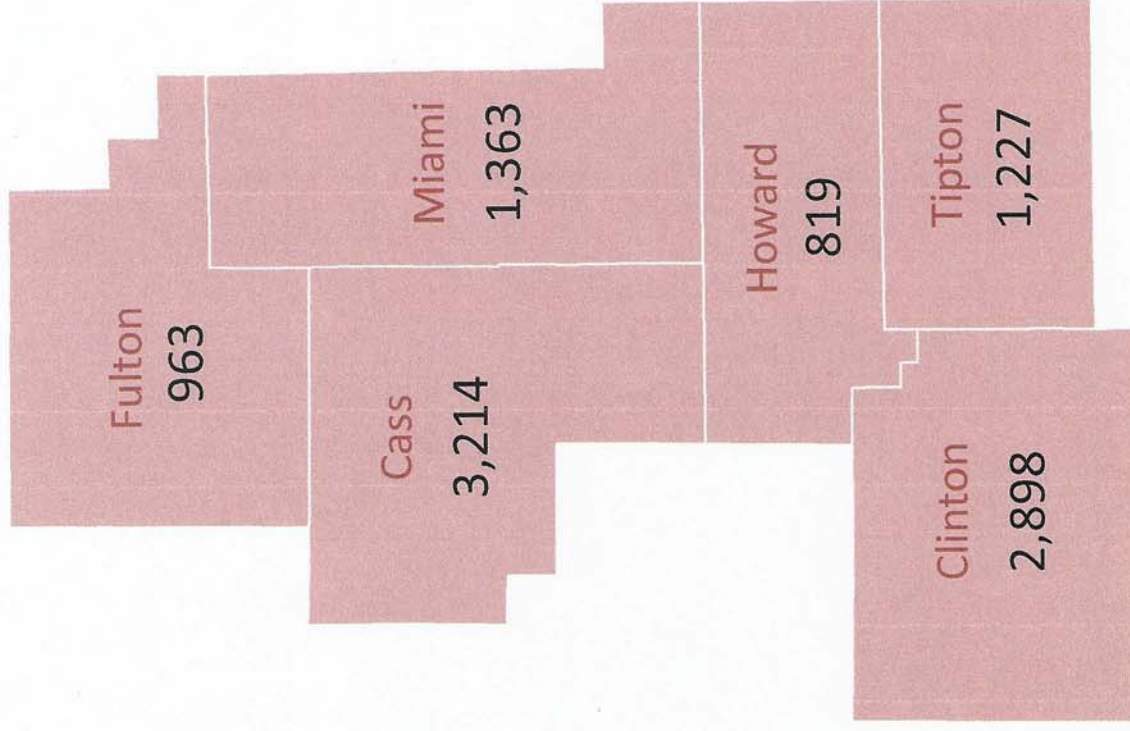 Fulton
963
Miami
1,363
Cass
3,214
Howard
819
Tipton
1,227
Clinton
2,898